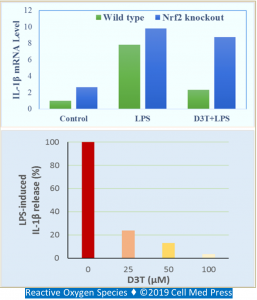 Wild type Nrf2 knockout
IL-1β mRNA Level
12
10
8
6
4
2
0
Control LPS D3T+LPS
LPS-induced
IL-1β release (%)
100
80
60
40
20
0
0 25 50 100
D3T (µM)
Reactive Oxygen Species ♦ ©2019 Cell Med Press